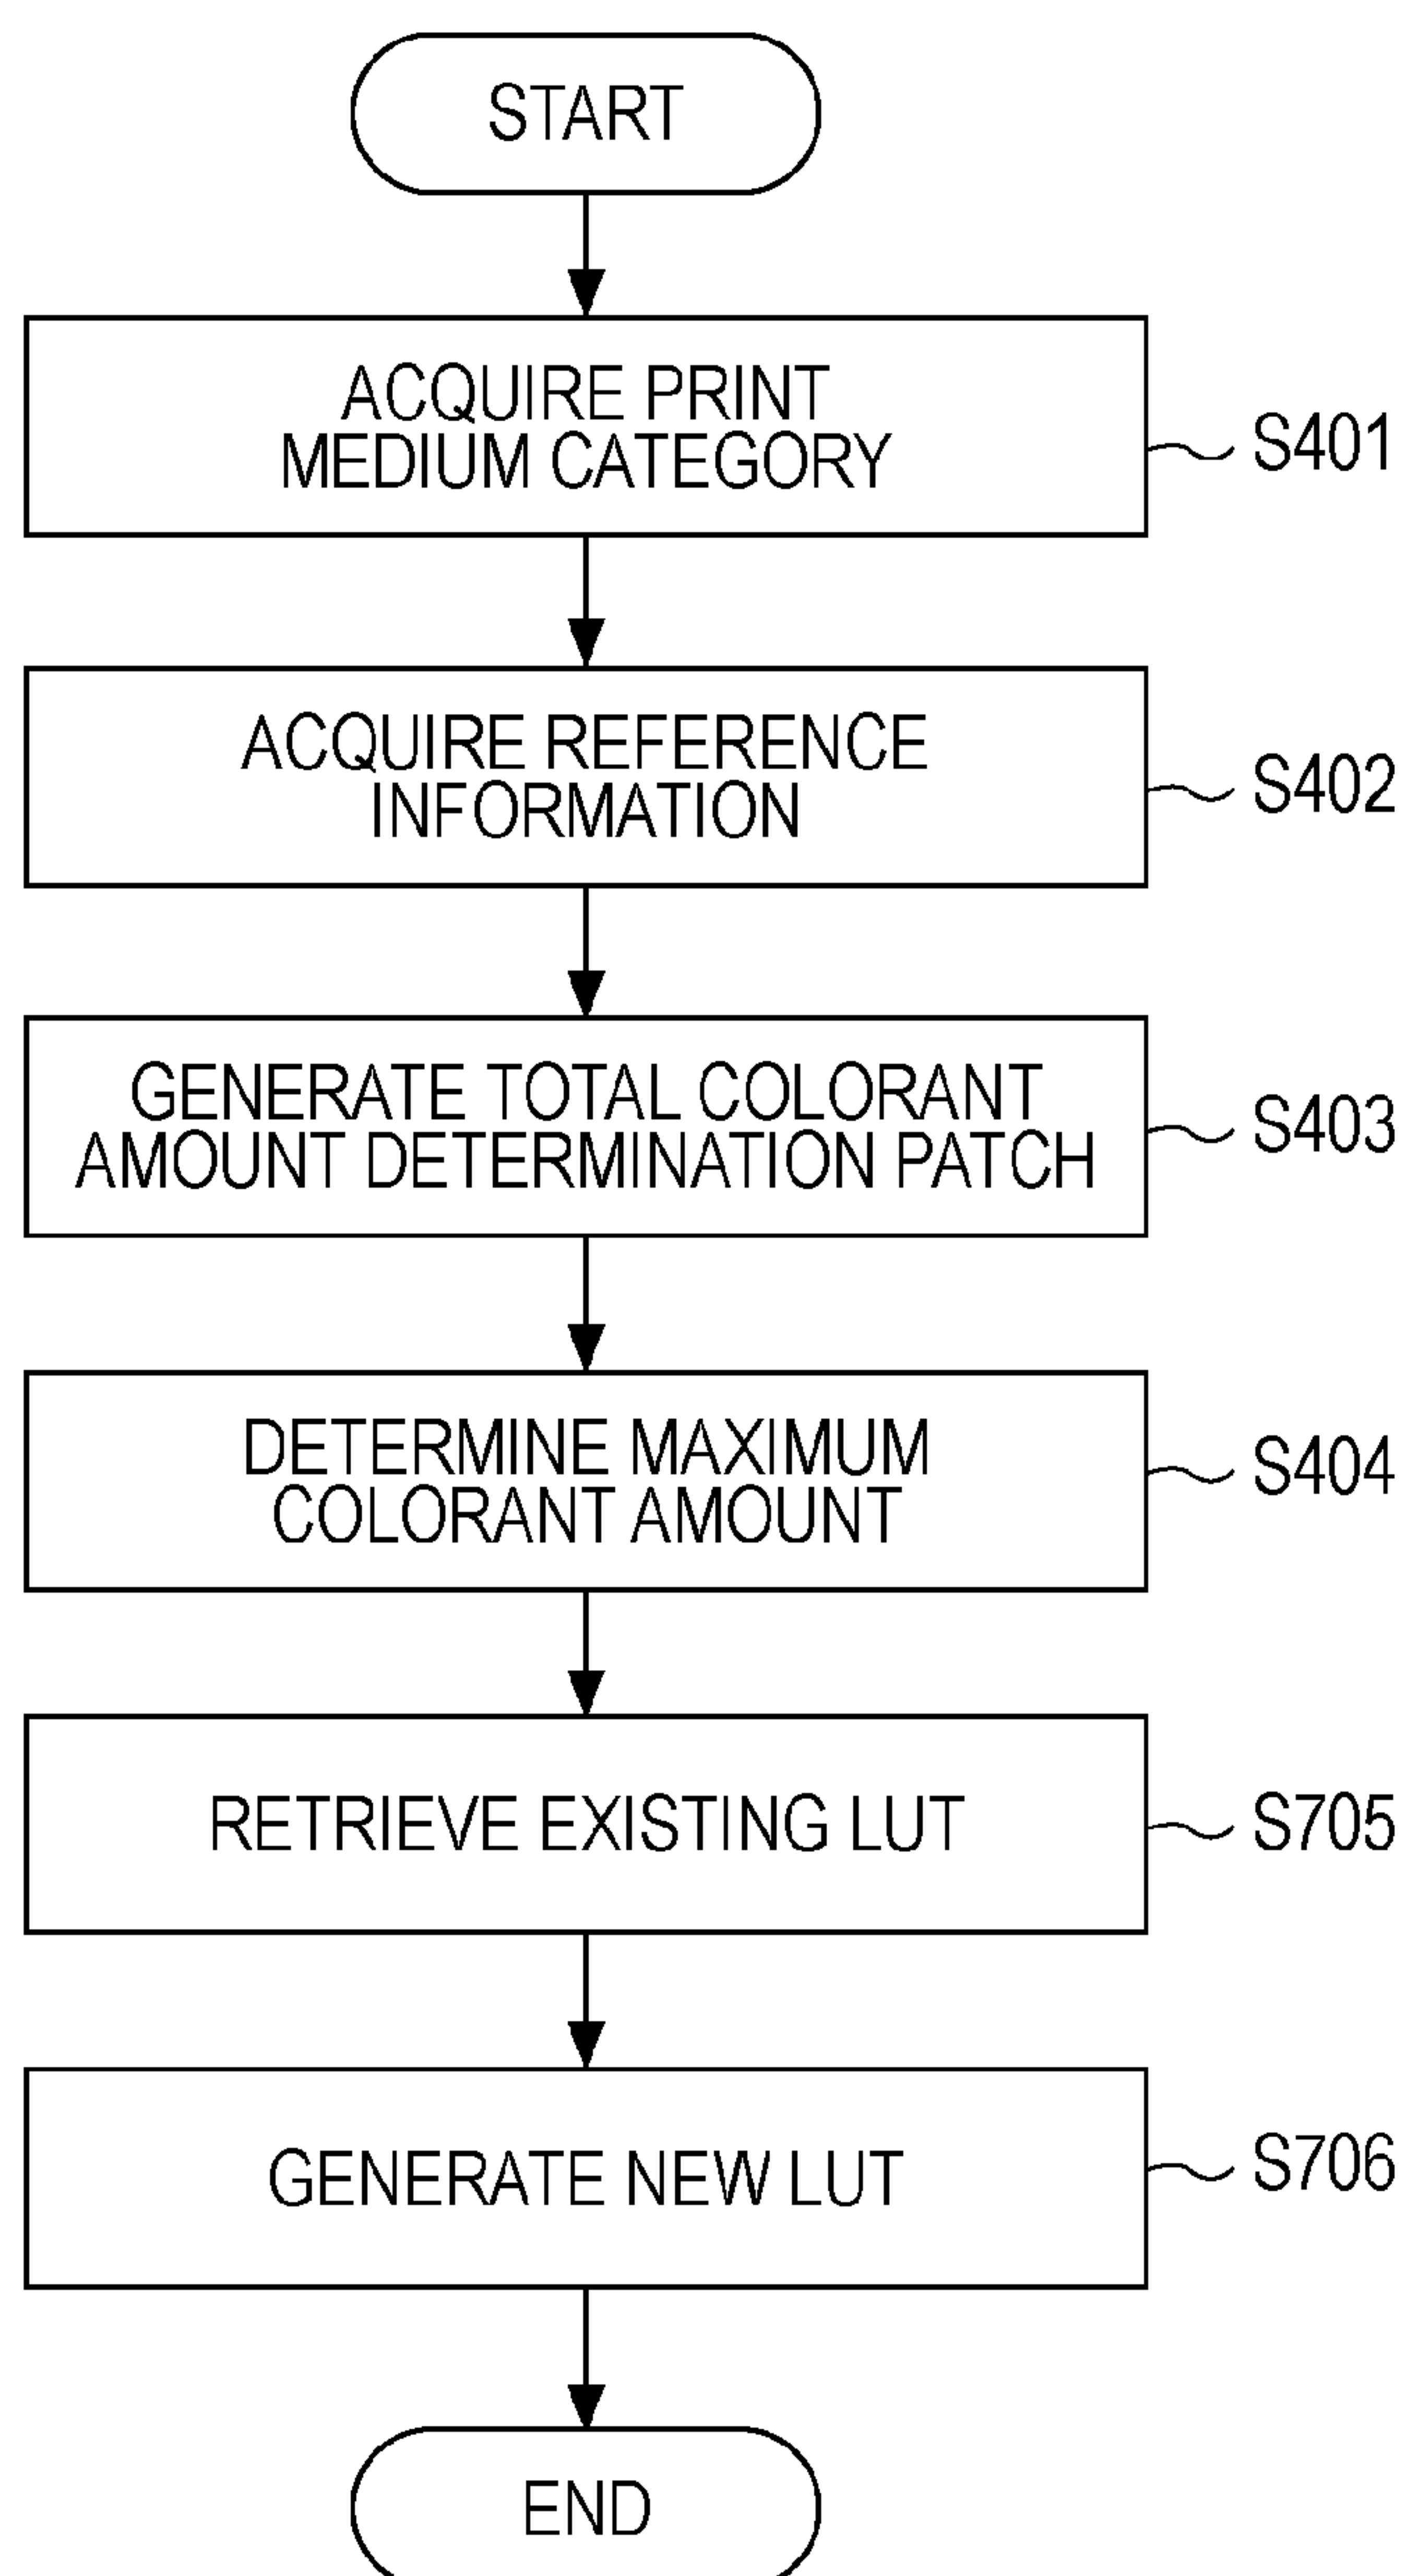 START
ACQUIRE PRINT
MEDIUM CATEGORY
S401
ACQUIRE REFERENCE
INFORMATION
S402
GENERATE TOTAL COLORANT
AMOUNT DETERMINATION PATCH
S403
DETERMINE MAXIMUM
COLORANT AMOUNT
S404
RETRIEVE EXISTING LUT
S705
GENERATE NEW LUT
S706
END